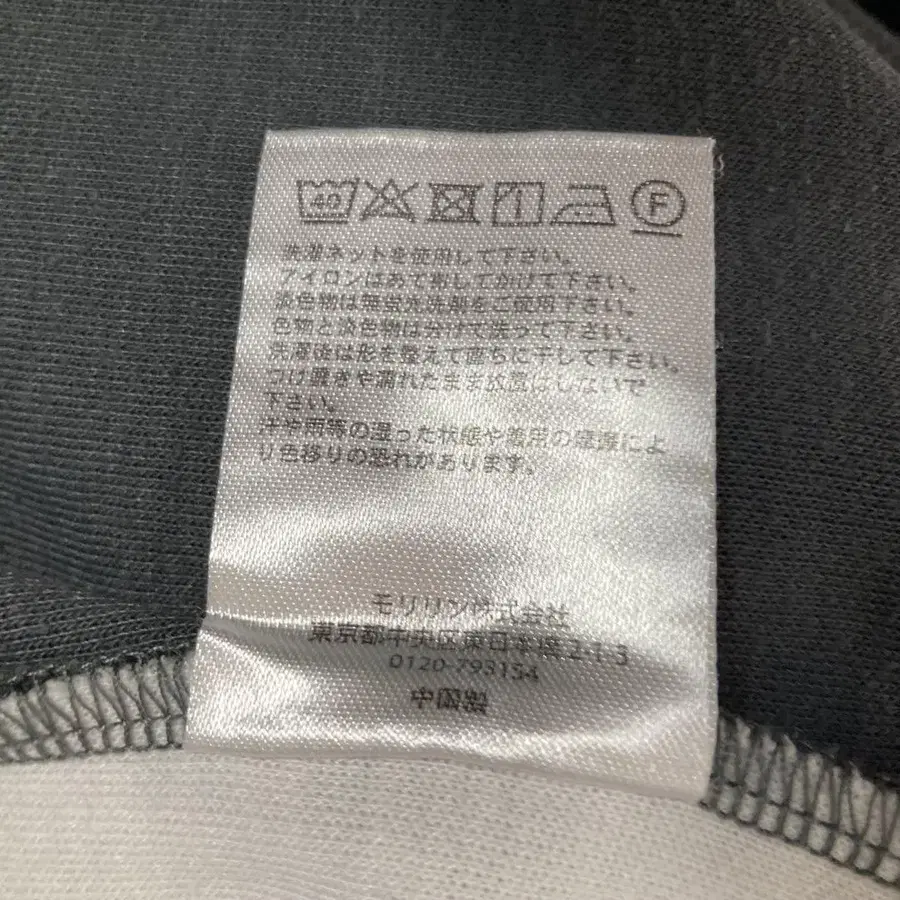 40 F
洗濯ネットを使用して下さい。
アイロンはあて布してかけて下さい。
淡色物は無蛍光洗剤をご使用下さい。
色物と淡色物は分けて洗って下さい。
洗濯後は形を整えて直ちに干して下さい。
つけ置きや濡れたまま放置はしないで
下さい。
汗や雨等の湿った状態や着用の摩擦によ
り色移りの恐れがあります。
モリリン株式会社
東京都中央区東日本橋2-1-3
0120-793154
中国製